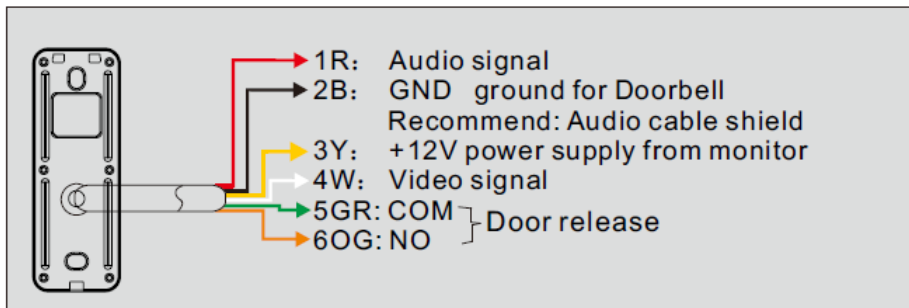 1R: Audio signal
2B: GND ground for Doorbell
Recommend: Audio cable shield
3Y: +12V power supply from monitor
4W: Video signal
5GR: COM
Door release
6OG: NO